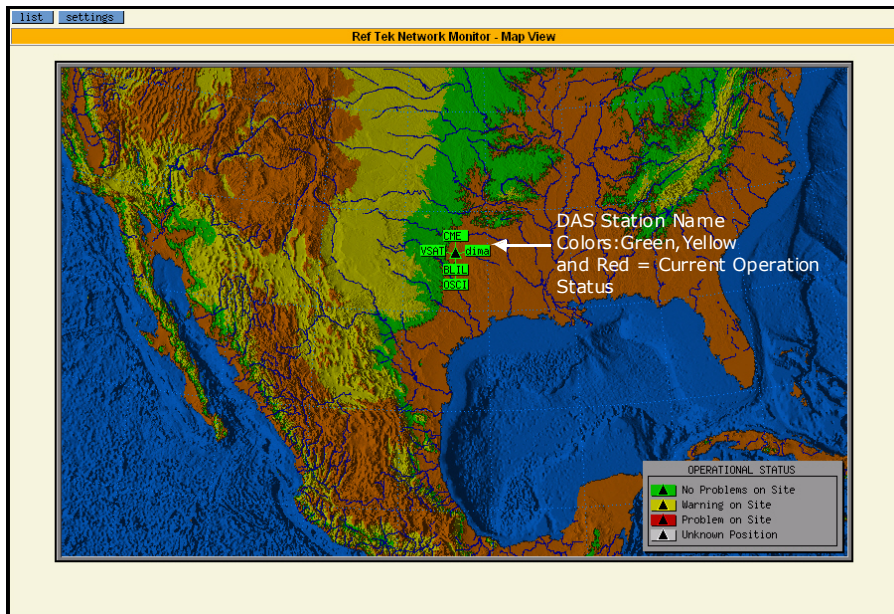 list settings
Ref Tek Network Monitor - Map View
CME
VSAT dima
BLIL
OSCI
DAS Station Name
Colors:Green,Yellow
and Red = Current Operation
Status
OPERATIONAL STATUS
No Problems on Site
Warning on Site
Problem on Site
Unknown Position